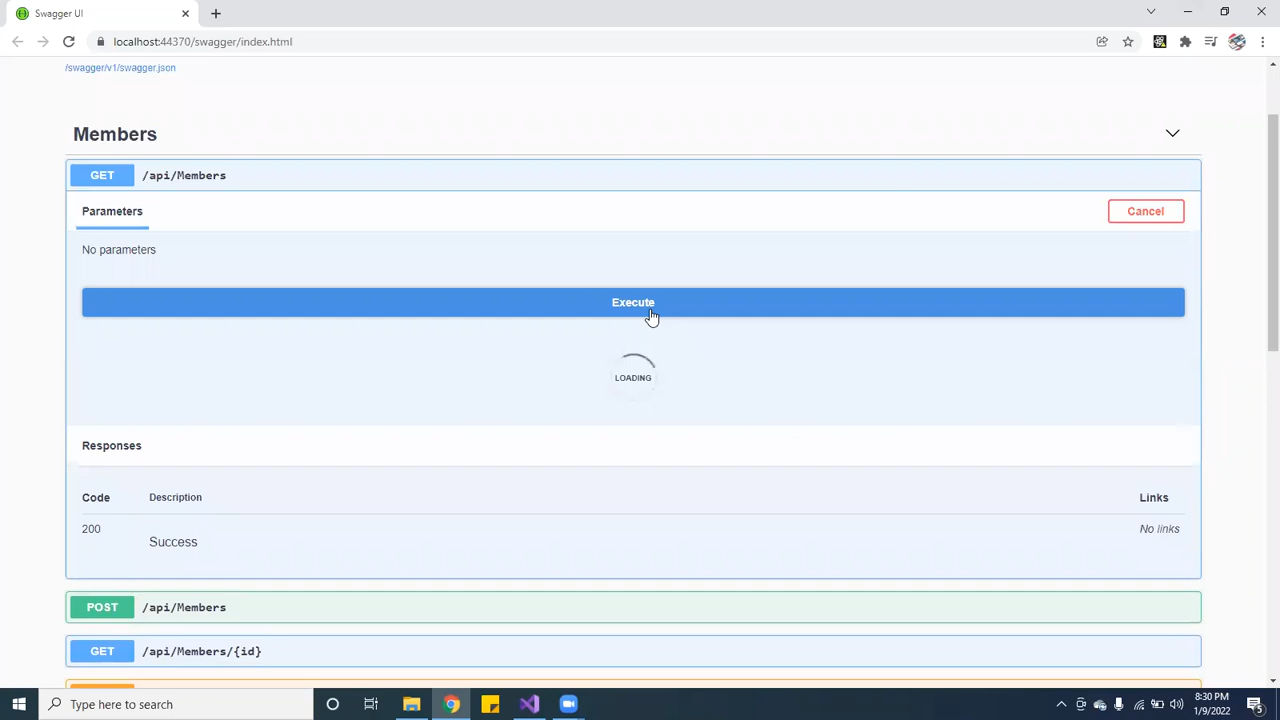 Swagger UI
localhost:44370/swagger/index.html
/swagger/v1/swagger.json
Members
GET /api/Members
Parameters
Cancel
No parameters
Execute
LOADING
Responses
Code Description Links
200 Success No links
POST /api/Members
GET /api/Members/{id}
Type here to search
8:30 PM
1/9/2022
5